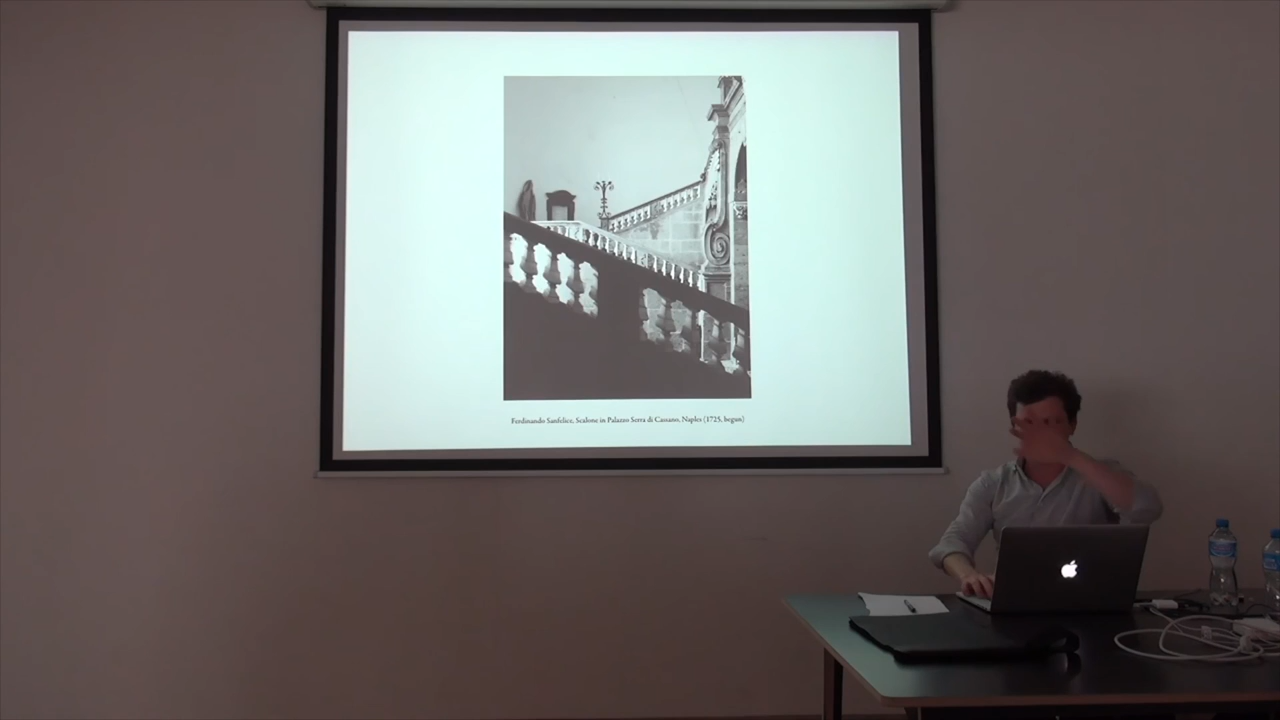 Ferdinando Sanfelice, Scalone in Palazzo Serra di Cassano, Naples (1725, begun)